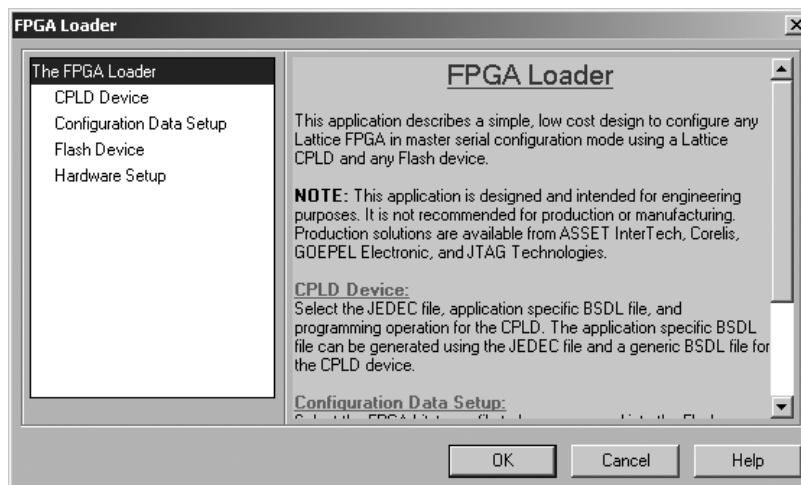 FPGA Loader
The FPGA Loader
CPLD Device
Configuration Data Setup
Flash Device
Hardware Setup
FPGA Loader
This application describes a simple, low cost design to configure any
Lattice FPGA in master serial configuration mode using a Lattice
CPLD and any Flash device.
NOTE: This application is designed and intended for engineering
purposes. It is not recommended for production or manufacturing.
Production solutions are available from ASSET InterTech, Corelis,
GOEPEL Electronic, and JTAG Technologies.
CPLD Device:
Select the JEDEC file, application specific BSDL file, and
programming operation for the CPLD. The application specific BSDL
file can be generated using the JEDEC file and a generic BSDL file for
the CPLD device.
Configuration Data Setup:
OK
Cancel
Help